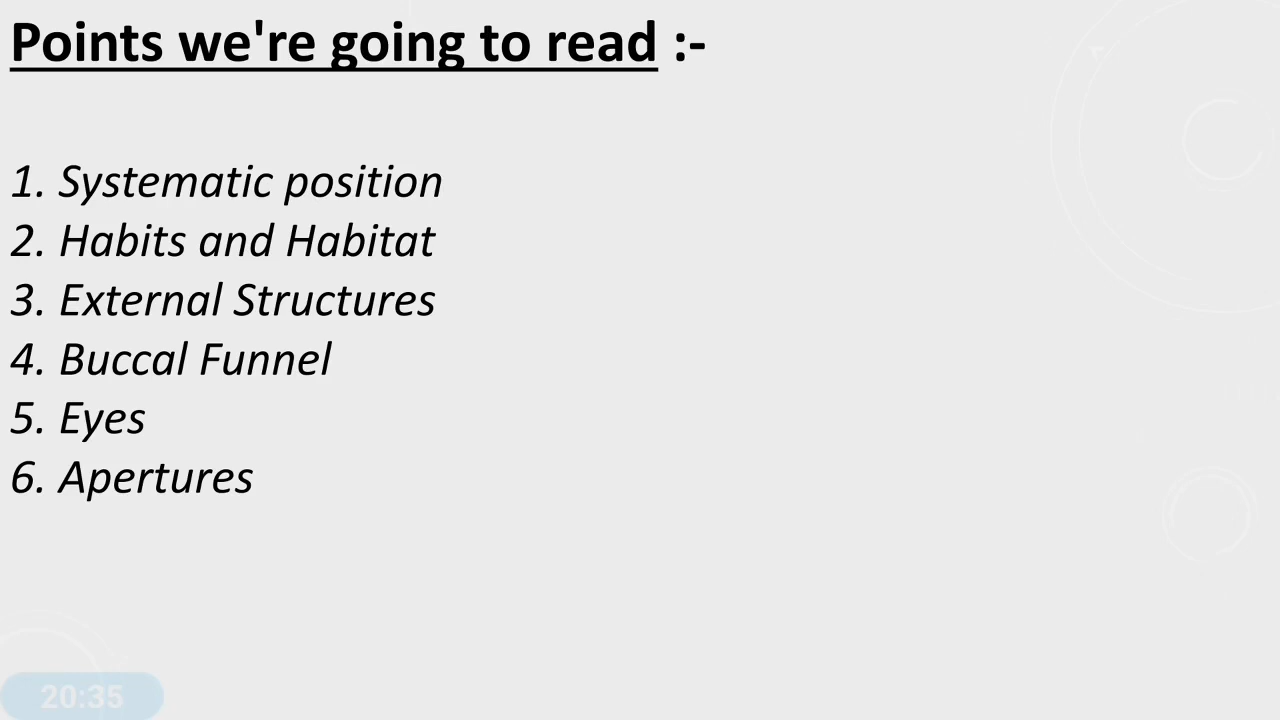 Points we're going to read :-
1. Systematic position
2. Habits and Habitat
3. External Structures
4. Buccal Funnel
5. Eyes
6. Apertures
20:35